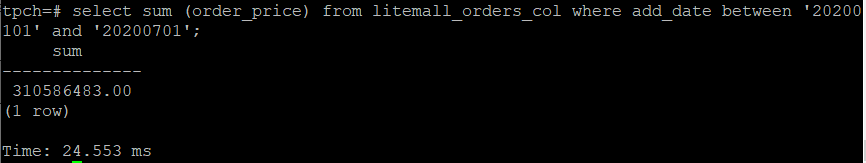 tpch=# select sum (order_price) from litemall_orders_col where add_date between '20200
101' and '20200701';
     sum
--------------
 310586483.00
(1 row)

Time: 24.553 ms